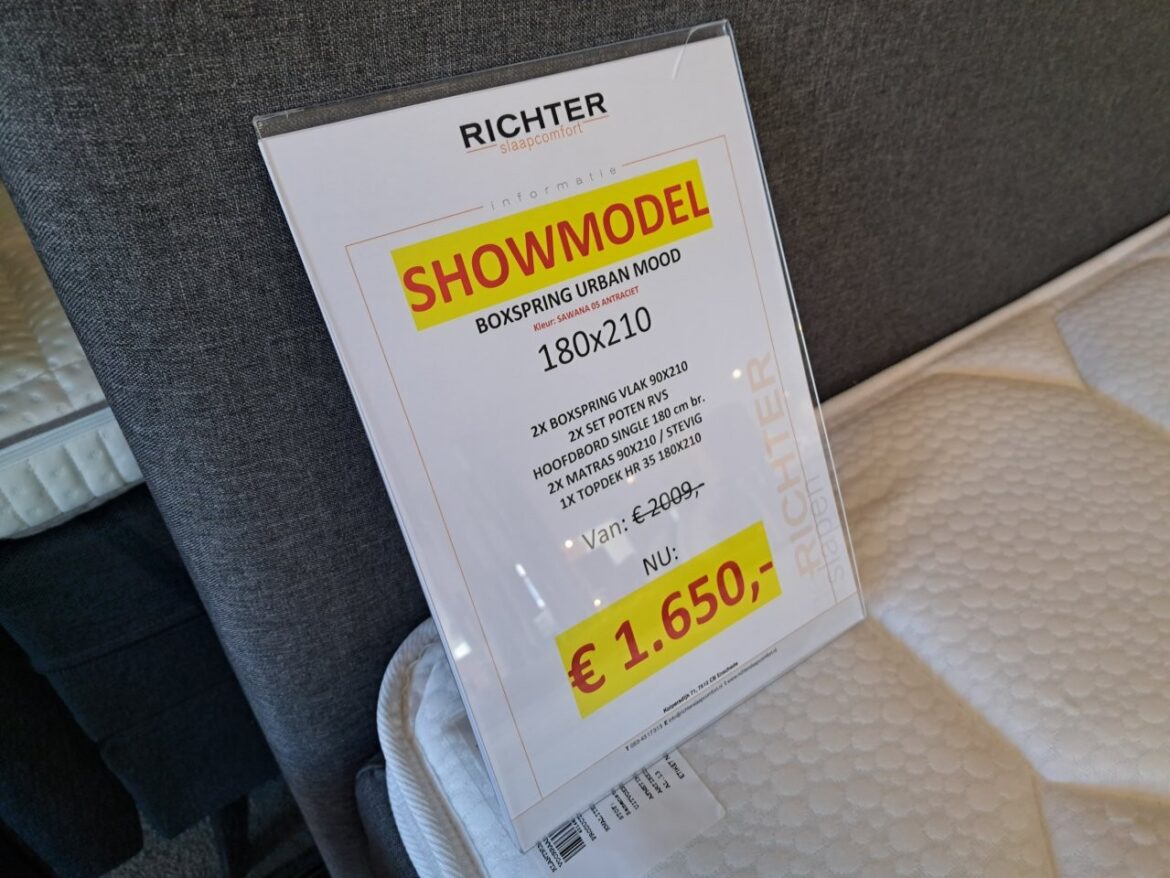 RICHTER
slaapcomfort
informatie
SHOWMODEL
BOXSPRING URBAN MOOD
Kleur: SAWANA 05 ANTRACIET
180x210
2X BOXSPRING VLAK 90X210
2X SET POTEN RVS
HOOFDBORD SINGLE 180 cm br.
2X MATRAS 90X210 / STEVIG
1X TOPDEK HR 35 180X210
Van: € 2009,-
NU:
€ 1.650,-
RICHTER
slapen
Enschede
ETIKET